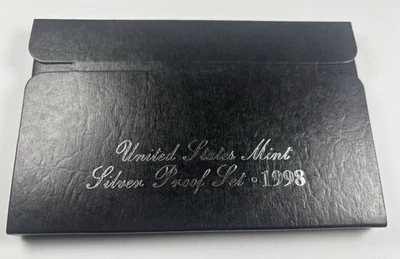 United States Mint
Silver Proof Set • 1998